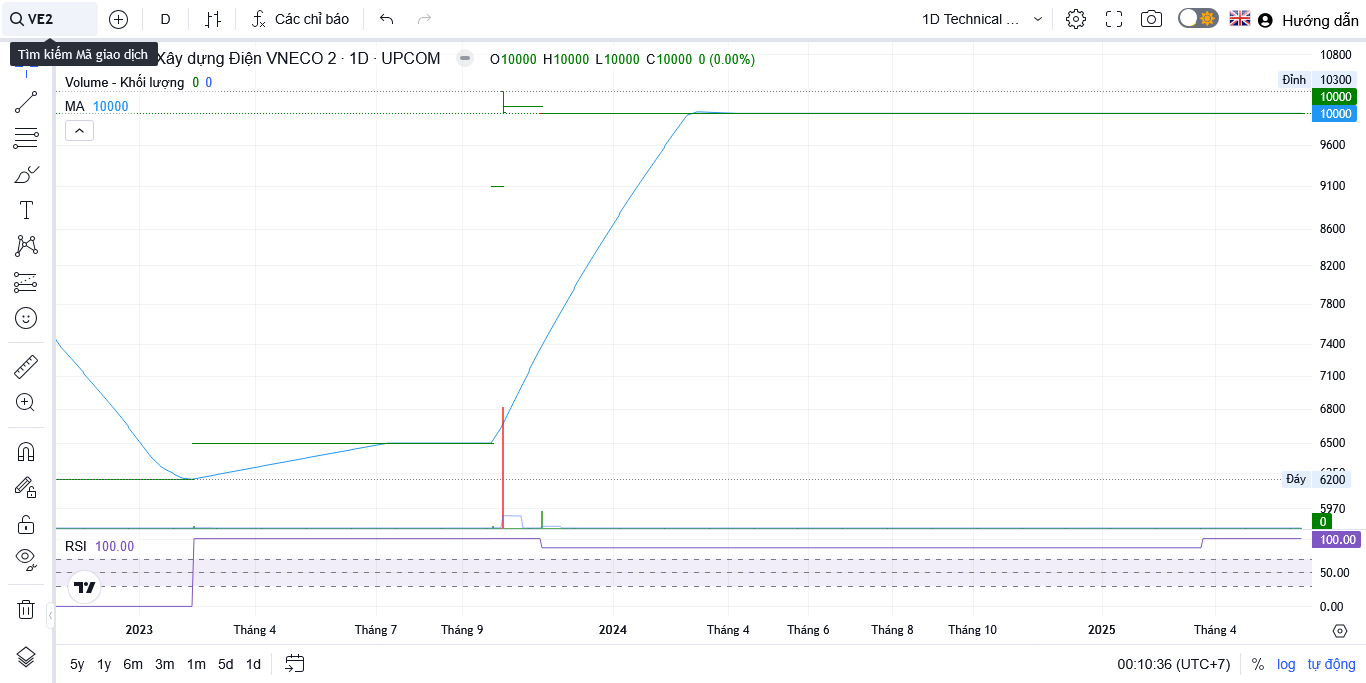 VE2
D
Các chỉ báo
1D Technical ...
Hướng dẫn
Tìm kiếm Mã giao dịch
Xây dựng Điện VNECO 2 · 1D · UPCOM
O10000 H10000 L10000 C10000 0 (0.00%)
Volume - Khối lượng 0 0
MA 10000
10800
Đỉnh 10300
10000
10000
9600
9100
8600
8200
7800
7400
7100
6800
6500
Đáy 6200
5970
0
RSI 100.00
100.00
50.00
0.00
2023 Tháng 4 Tháng 7 Tháng 9 2024 Tháng 4 Tháng 6 Tháng 8 Tháng 10 2025 Tháng 4
5y 1y 6m 3m 1m 5d 1d
00:10:36 (UTC+7) % log tự động